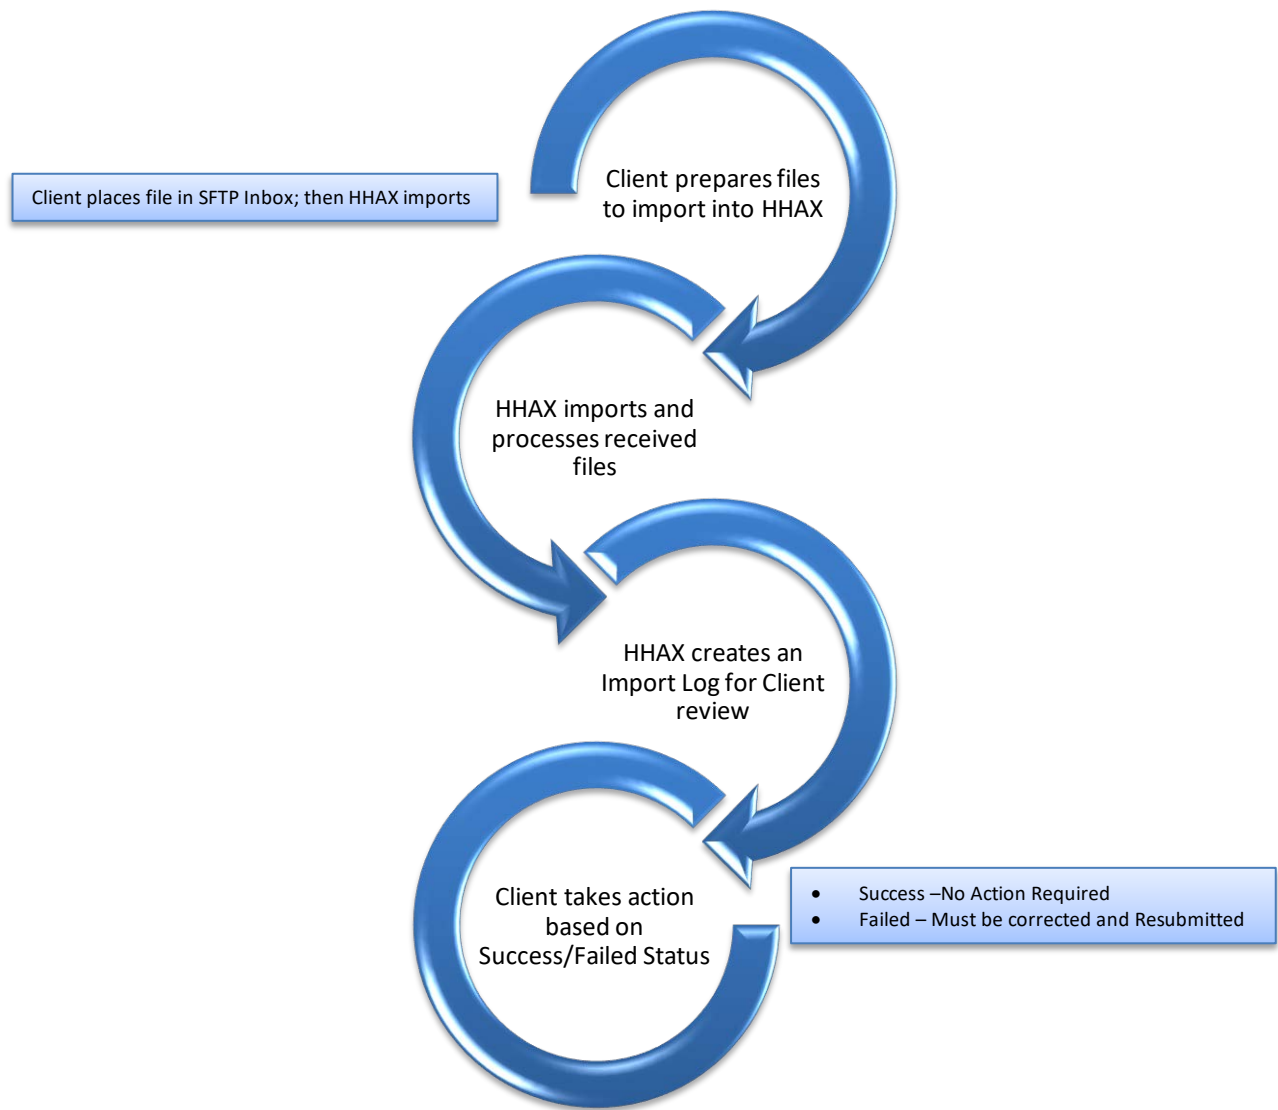 Client prepares files
to import into HHAX
Client places file in SFTP Inbox; then HHAX imports
HHAX imports and
processes received
files
HHAX creates an
Import Log for Client
review
Client takes action
based on
Success/Failed Status
• Success –No Action Required
• Failed – Must be corrected and Resubmitted